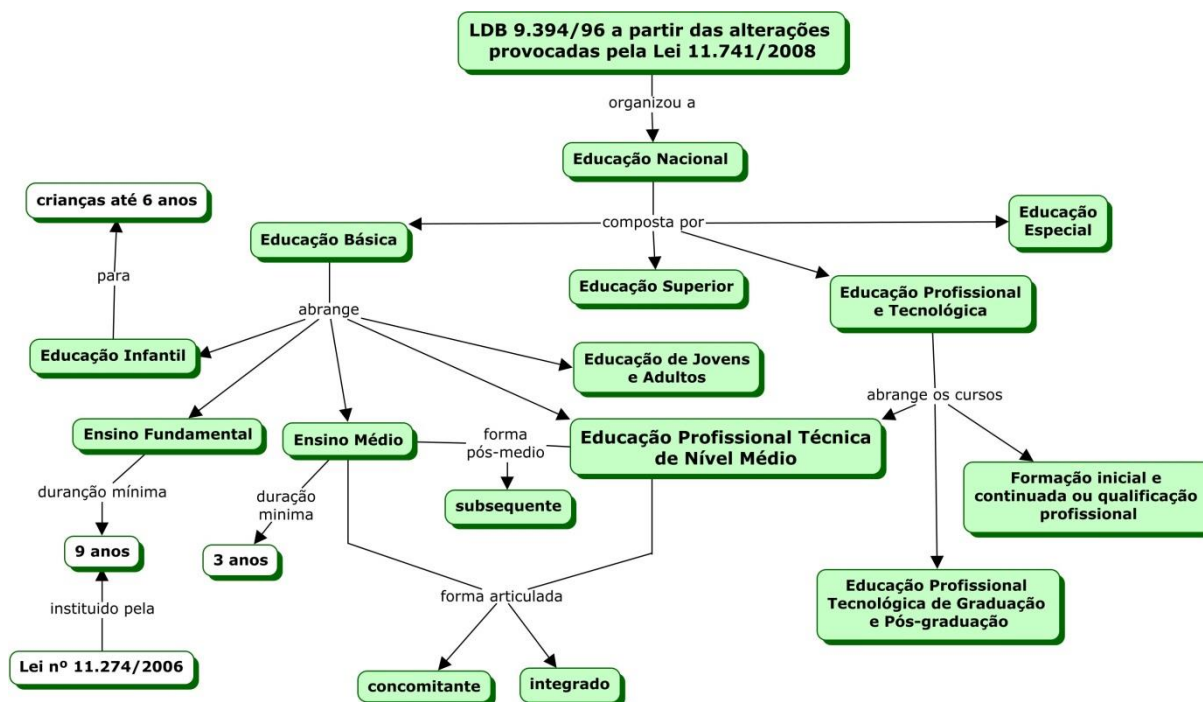 LDB 9.394/96 a partir das alterações
provocadas pela Lei 11.741/2008
organizou a
Educação Nacional
crianças até 6 anos
composta por
Educação
Especial
Educação Básica
para
Educação Superior
Educação Profissional
e Tecnológica
abrange
Educação Infantil
Educação de Jovens
e Adultos
abrange os cursos
Ensino Fundamental
Ensino Médio
forma
pós-medio
Educação Profissional Técnica
de Nível Médio
duranção mínima
duração
minima
subsequente
Formação inicial e
continuada ou qualificação
profissional
9 anos
3 anos
instituido pela
forma articulada
Educação Profissional
Tecnológica de Graduação
e Pós-graduação
Lei nº 11.274/2006
concomitante
integrado